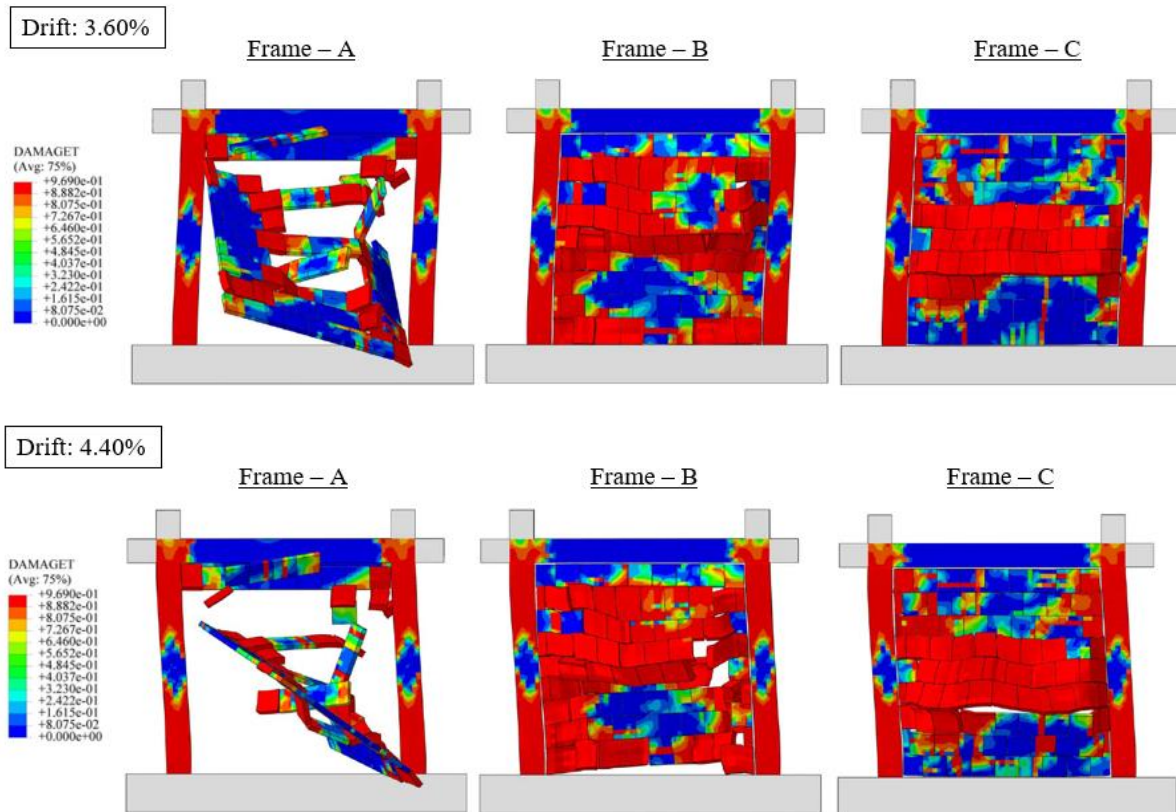 Drift: 3.60%
Frame – A
Frame – B
Frame – C
DAMAGET
(Avg: 75%)
+9.690e-01
+8.882e-01
+8.075e-01
+7.267e-01
+6.460e-01
+5.652e-01
+4.845e-01
+4.037e-01
+3.230e-01
+2.422e-01
+1.615e-01
+8.075e-02
+0.000e+00
Drift: 4.40%
Frame – A
Frame – B
Frame – C
DAMAGET
(Avg: 75%)
+9.690e-01
+8.882e-01
+8.075e-01
+7.267e-01
+6.460e-01
+5.652e-01
+4.845e-01
+4.037e-01
+3.230e-01
+2.422e-01
+1.615e-01
+8.075e-02
+0.000e+00